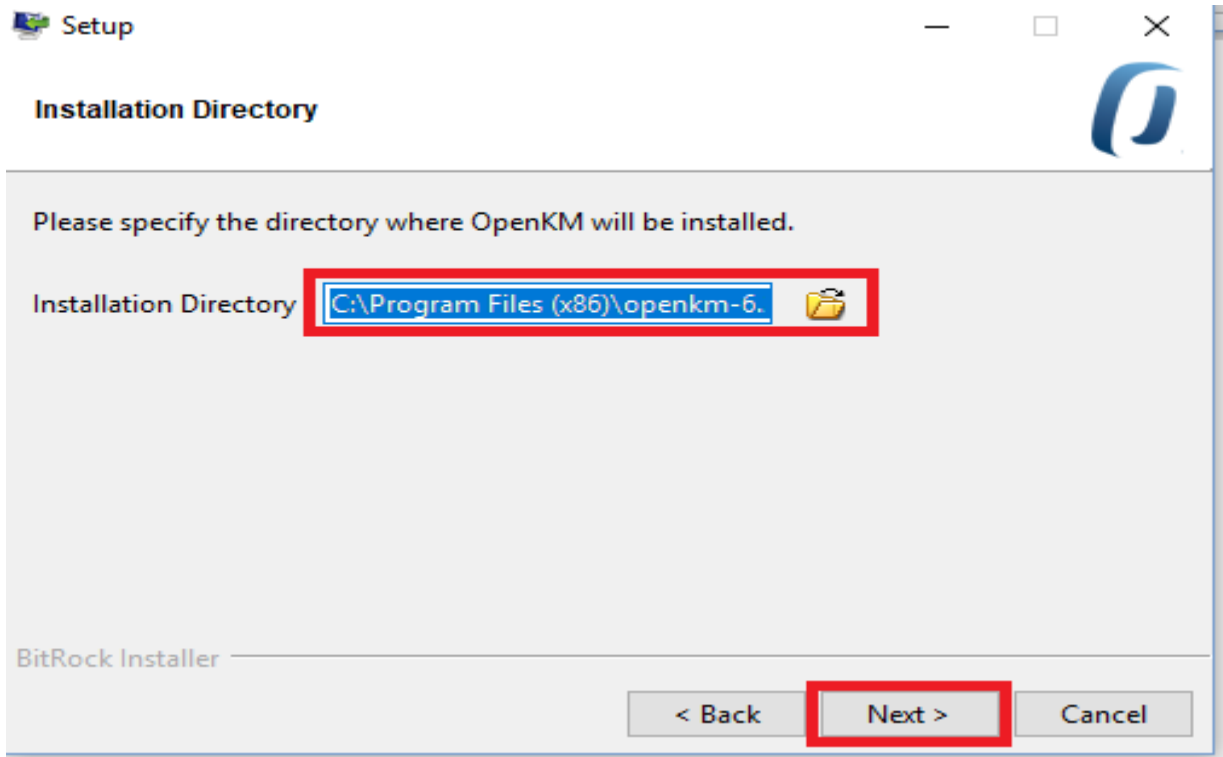 Setup
Installation Directory
Please specify the directory where OpenKM will be installed.
Installation Directory C:\Program Files (x86)\openkm-6.
BitRock Installer
< Back Next > Cancel